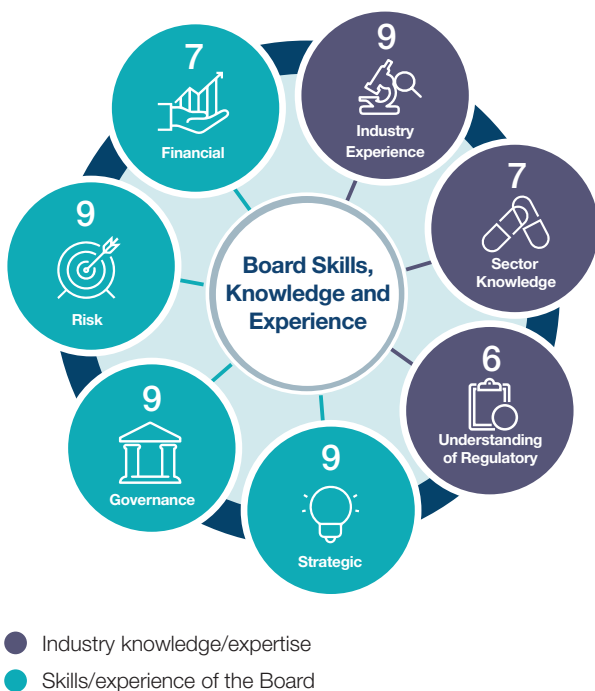 7
Financial
9
Industry
Experience
7
Sector
Knowledge
9
Risk
Board Skills,
Knowledge and
Experience
6
Understanding
of Regulatory
9
Governance
9
Strategic
Industry knowledge/expertise
Skills/experience of the Board